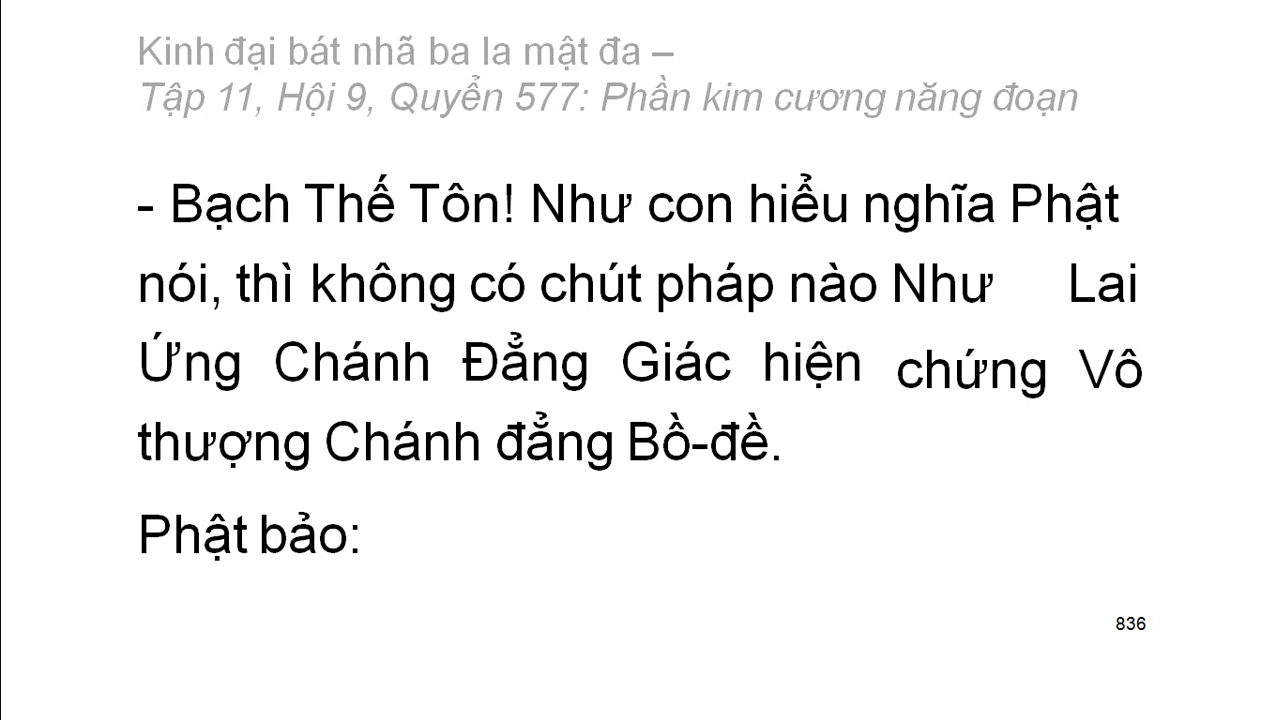 Kinh đại bát nhã ba la mật đa –
Tập 11, Hội 9, Quyển 577: Phần kim cương năng đoạn
- Bạch Thế Tôn! Như con hiểu nghĩa Phật
nói, thì không có chút pháp nào Như Lai
Ứng Chánh Đẳng Giác hiện chứng Vô
thượng Chánh đẳng Bồ-đề.
Phật bảo:
836